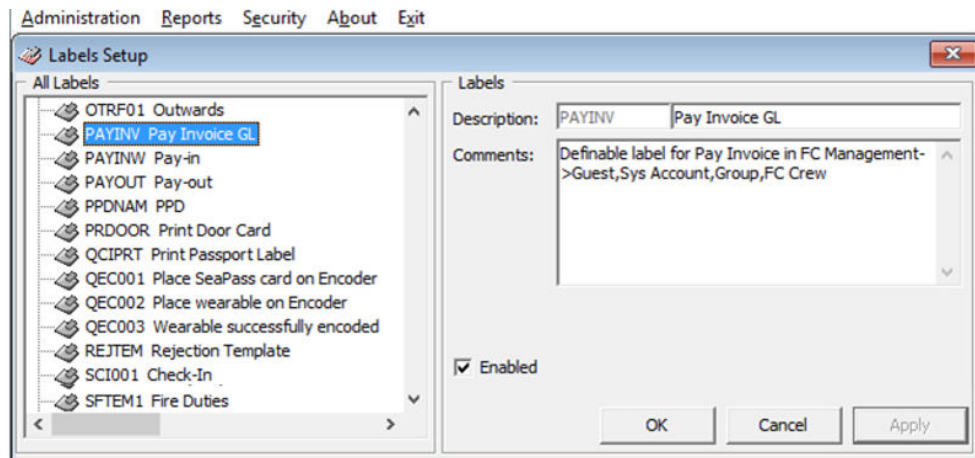 Administration Reports Security About Exit
Labels Setup
All Labels
OTRF01 Outwards
PAYINV Pay Invoice GL
PAYINW Pay-in
PAYOUT Pay-out
PPDNAM PPD
PRDOOR Print Door Card
QCIPRT Print Passport Label
QEC001 Place SeaPass card on Encoder
QEC002 Place wearable on Encoder
QEC003 Wearable successfully encoded
REJTEM Rejection Template
SCI001 Check-In
SFTEM1 Fire Duties
Labels
Description: PAYINV Pay Invoice GL
Comments: Definable label for Pay Invoice in FC Management-
>Guest,Sys Account,Group,FC Crew
Enabled
OK Cancel Apply